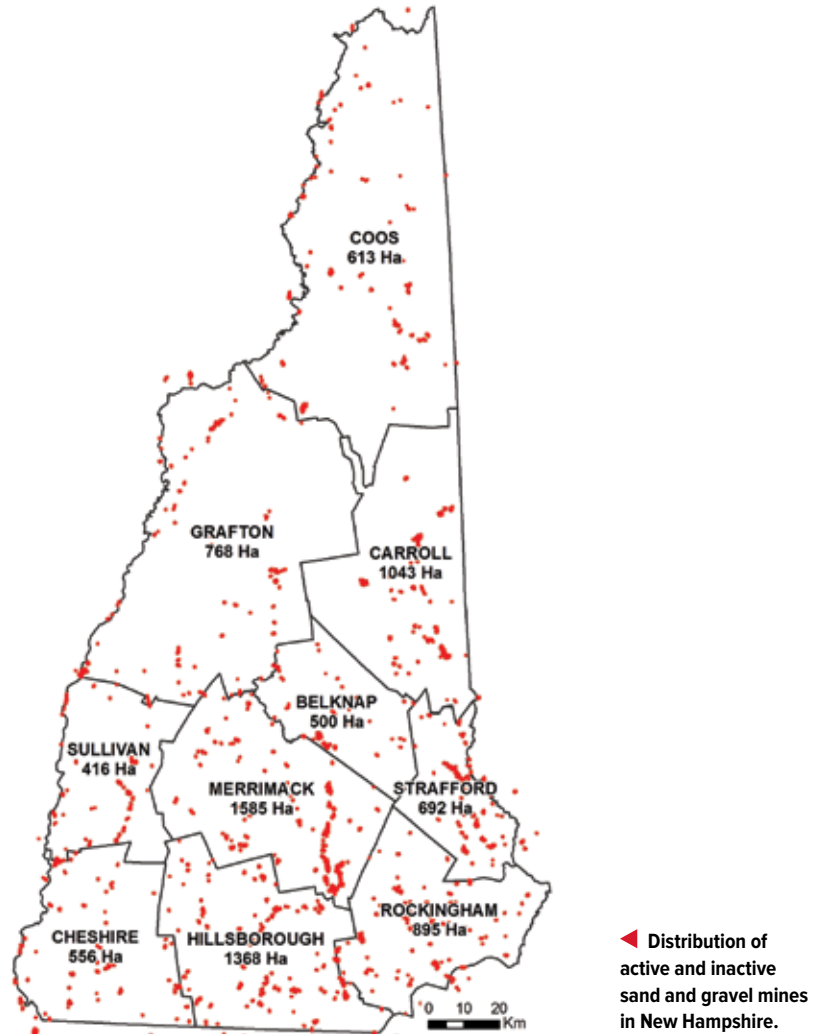 COOS
613 Ha
GRAFTON
768 Ha
CARROLL
1043 Ha
BELKNAP
500 Ha
SULLIVAN
416 Ha
MERRIMACK
1585 Ha
STRAFFORD
692 Ha
CHESHIRE
556 Ha
HILLSBOROUGH
1368 Ha
ROCKINGHAM
895 Ha
0 10 20
Km
Distribution of
active and inactive
sand and gravel mines
in New Hampshire.